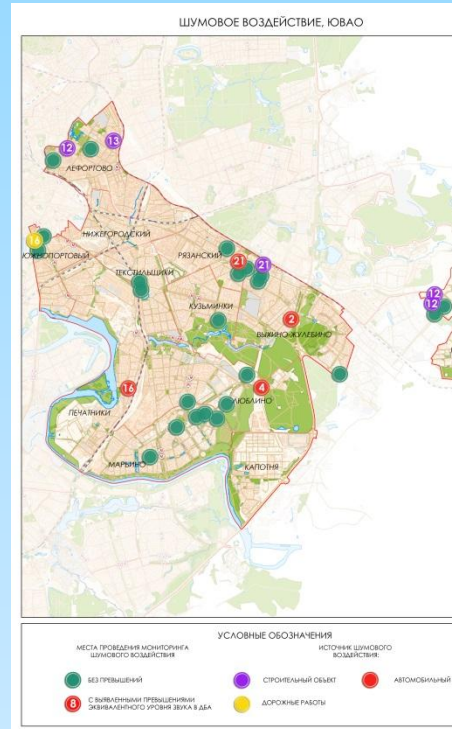 ШУМОВОЕ ВОЗДЕЙСТВИЕ, ЮВАО
12
13
ЛЕФОРТОВО
НИЖЕГОРОДСКИЙ
16
ЮЖНОПОРТОВЫЙ
РЯЗАНСКИЙ
21
21
ТЕКСТИЛЬЩИКИ
КУЗЬМИНКИ
2
ВЫХИНО-ЖУЛЕБИНО
12
12
16
4
ЛЮБЛИНО
ПЕЧАТНИКИ
МАРЬИНО
КАПОТНЯ
УСЛОВНЫЕ ОБОЗНАЧЕНИЯ
МЕСТА ПРОВЕДЕНИЯ МОНИТОРИНГА
ШУМОВОГО ВОЗДЕЙСТВИЯ
ИСТОЧНИК ШУМОВОГО
ВОЗДЕЙСТВИЯ:
БЕЗ ПРЕВЫШЕНИЙ
СТРОИТЕЛЬНЫЙ ОБЪЕКТ
АВТОМОБИЛЬНЫЙ
8
С ВЫЯВЛЕННЫМИ ПРЕВЫШЕНИЯМИ
ЭКВИВАЛЕНТНОГО УРОВНЯ ЗВУКА В ДБА
ДОРОЖНЫЕ РАБОТЫ